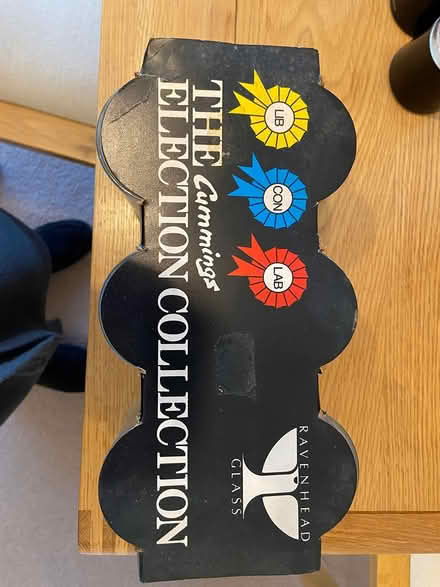 LIB
CON
LAB
THE Cummings
ELECTION COLLECTION
RAVENHEAD
GLASS